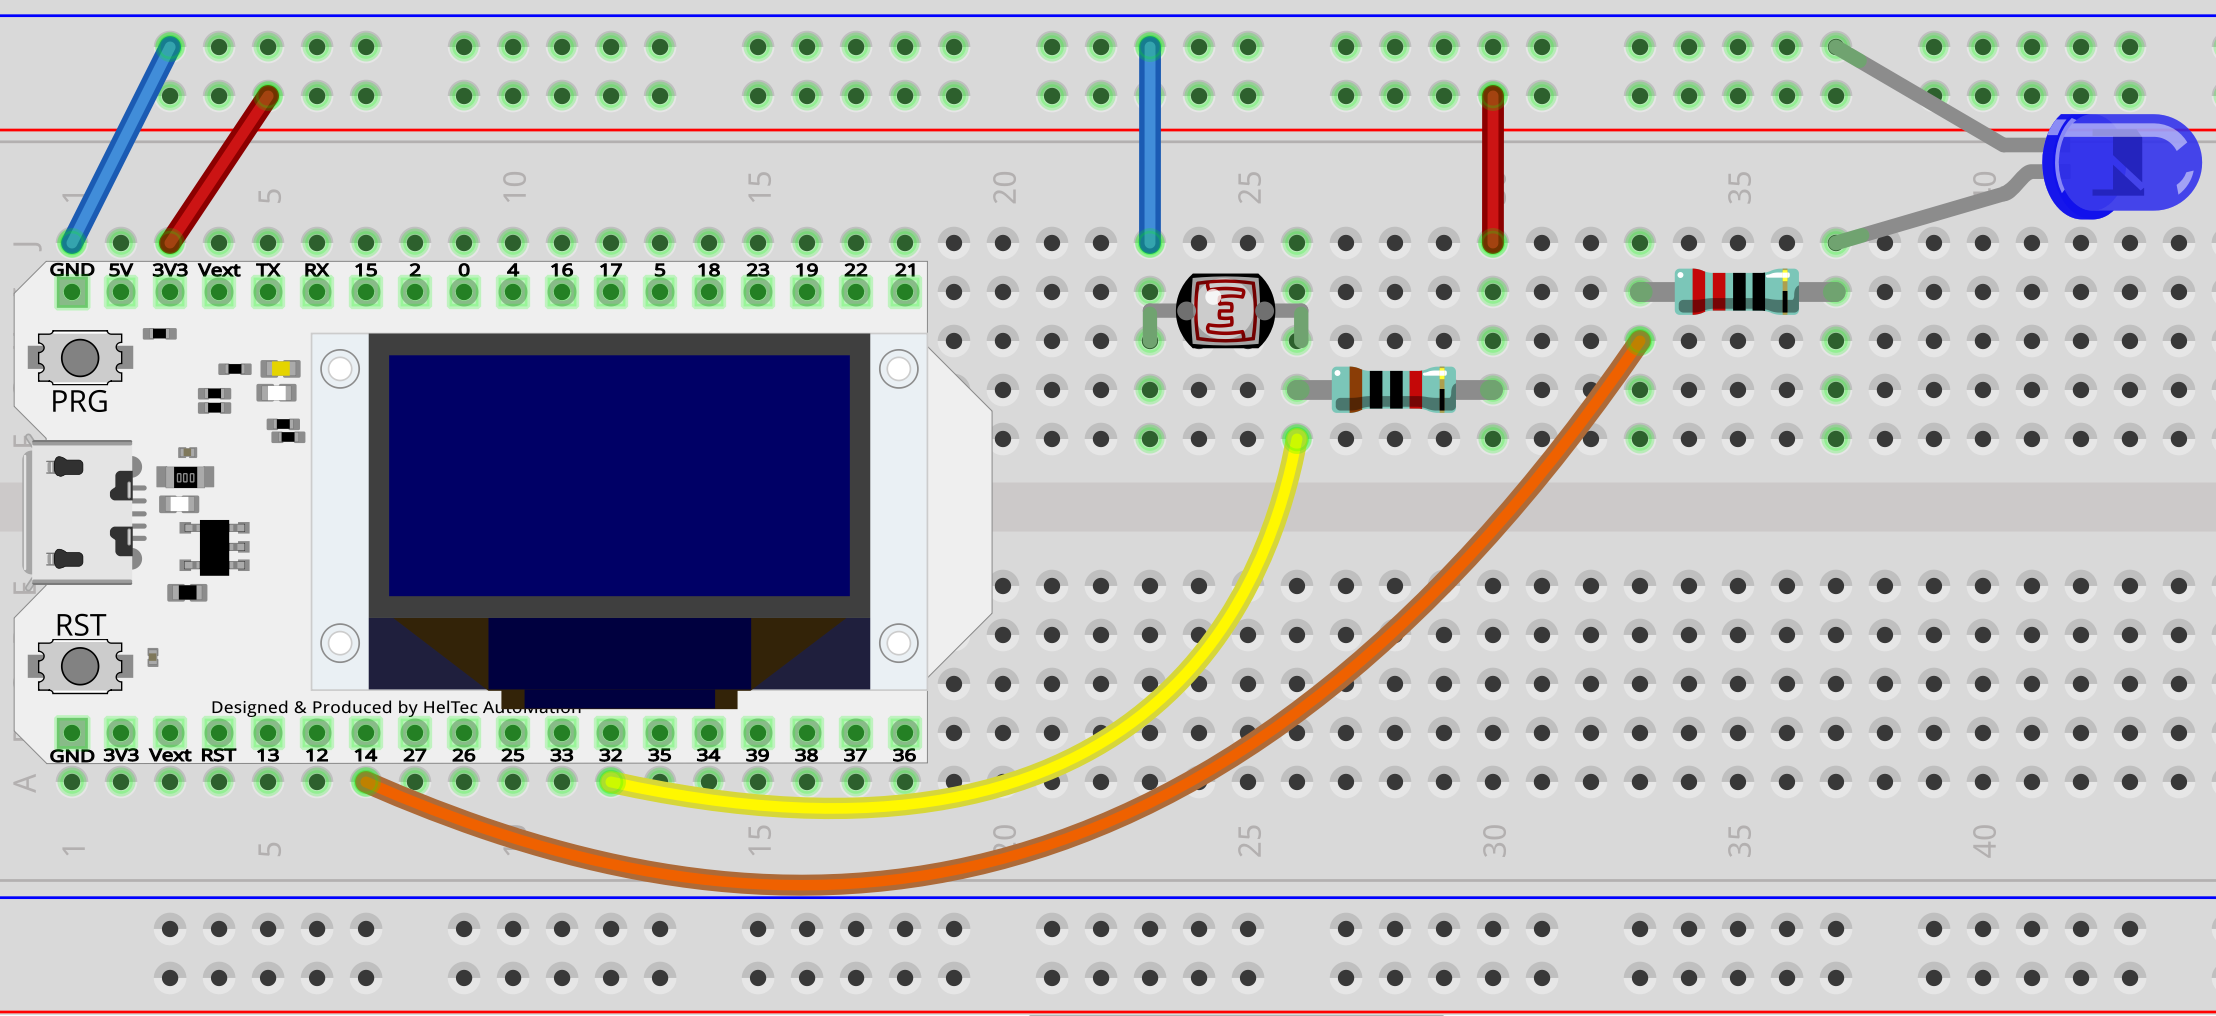 1 5 10 15 20 25 35 40
J
GND 5V 3V3 Vext TX RX 15 2 0 4 16 17 5 18 23 19 22 21
PRG
F
E
RST
Designed & Produced by HelTec Automation
GND 3V3 Vext RST 13 12 14 27 26 25 33 32 35 34 39 38 37 36
A
1 5 10 15 20 25 30 35 40